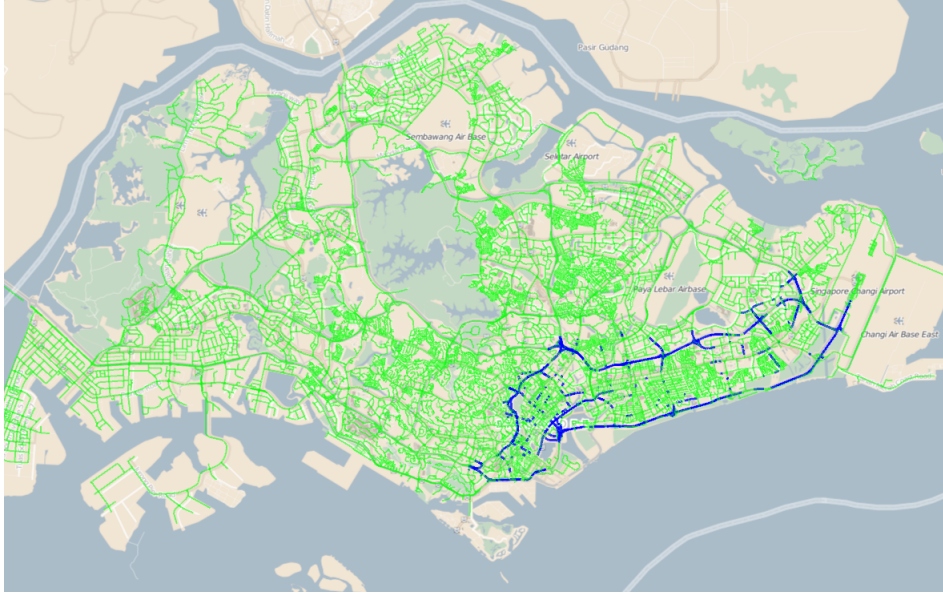 Pasir Gudang
Sembawang Air Base
Seletar Airport
Paya Lebar Airbase
Singapore Changi Airport
Changi Air Base East